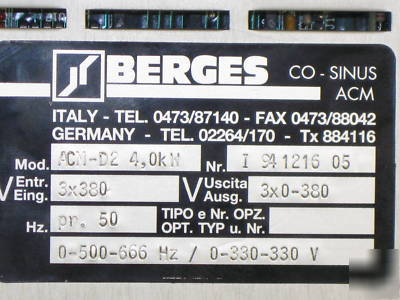 BERGES CO - SINUS
ACM
ITALY - TEL. 0473/87140 - FAX 0473/88042
GERMANY - TEL. 02264/170 - Tx 884116
Mod. ACM-D2 4,0kW Nr. I 941216 05
V Entr. Eing. 3x380 V Uscita Ausg. 3x0-380
Hz. pr. 50 TIPO e Nr. OPZ.
OPT. TYP u. Nr.
0-500-666 Hz / 0-330-330 V